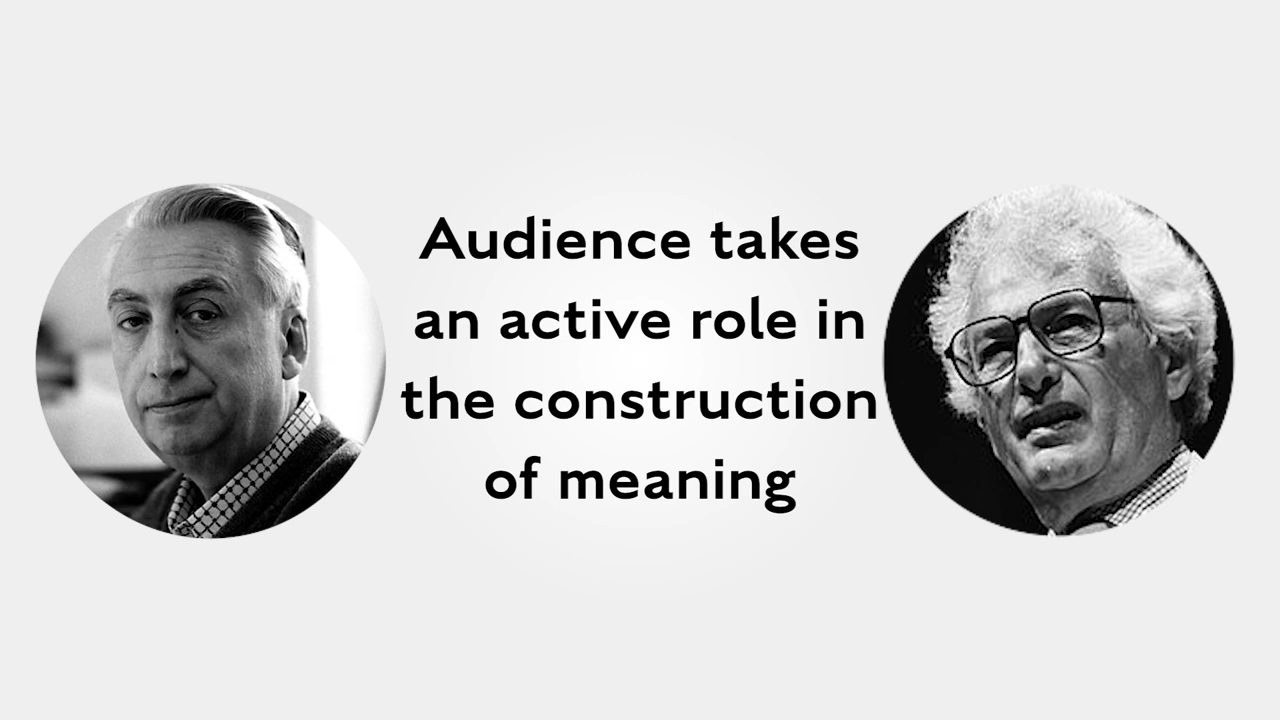 Audience takes
an active role in
the construction
of meaning